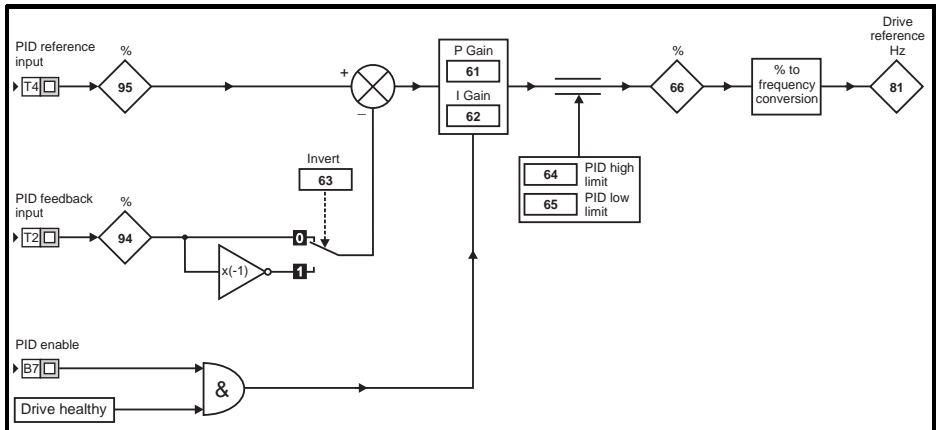 PID reference
input
T4
%
95
+
−
P Gain
61
I Gain
62
%
66
% to
frequency
conversion
Drive
reference
Hz
81
64
PID high
limit
65
PID low
limit
Invert
63
PID feedback
input
T2
%
94
0
x(-1)
1
PID enable
B7
&
Drive healthy